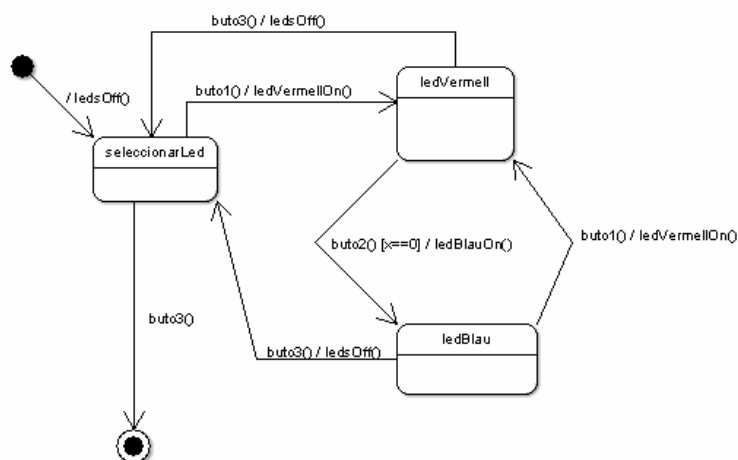 buto3() / ledsOff()
/ ledsOff()
buto1() / ledVermellOn()
ledVermell
seleccionarLed
buto2() [x==0] / ledBlauOn()
buto1() / ledVermellOn()
buto3()
buto3() / ledsOff()
ledBlau